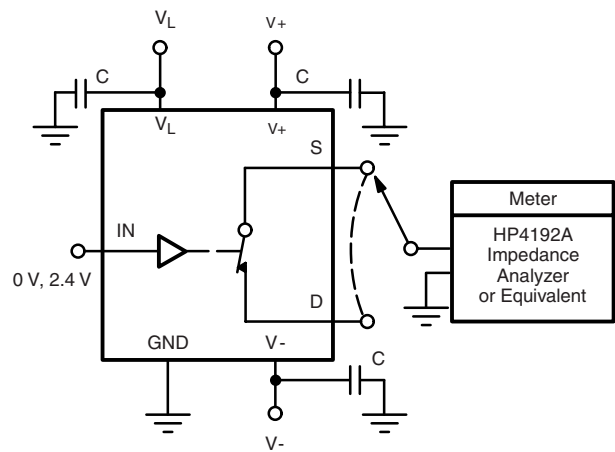 V_L V+
C C
V_L V+
S
Meter
HP4192A
Impedance
Analyzer
or Equivalent
IN
0 V, 2.4 V
D
GND V-
C
V-